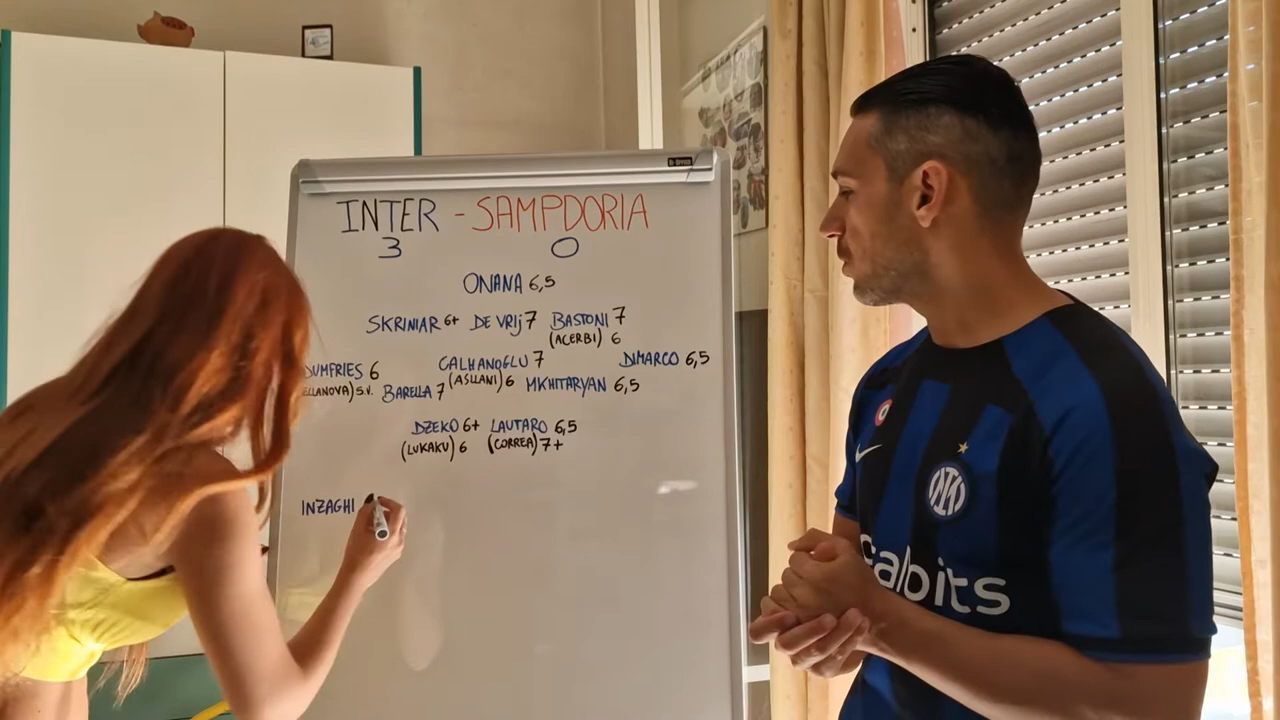 INTER - SAMPDORIA
3 0
ONANA 6,5
SKRINIAR 6+ DE VRIJ 7 BASTONI 7
(ACERBI) 6
DUMFRIES 6 CALHANOGLU 7 DIMARCO 6,5
ELLANOVA) S.V. BARELLA 7 (ASLLANI) 6 MKHITARYAN 6,5
DZEKO 6+ LAUTARO 6,5
(LUKAKU) 6 (CORREA) 7+
INZAGHI